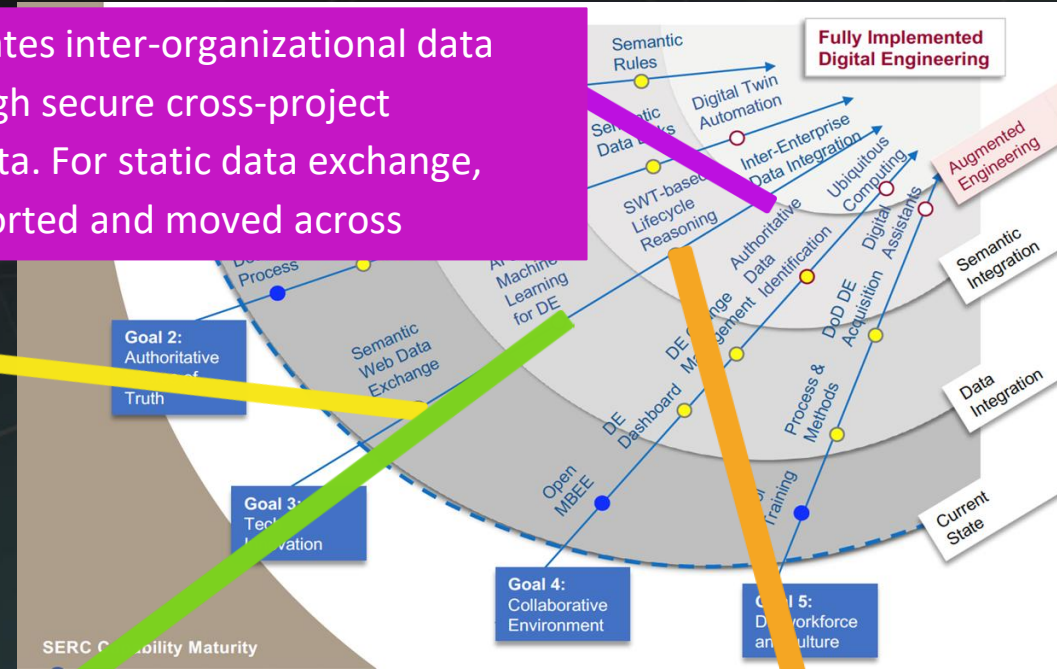 tes inter-organizational data
gh secure cross-project
ta. For static data exchange,
orted and moved across
Semantic
Rules
Fully Implemented
Digital Engineering
Digital Twin
Automation
Data
Inter-Enterprise
Data Integration
SWT-based
Lifecycle
Reasoning
Ubiquitous
Computing
Augmented
Engineering
Authoritative
Data
Identification
Digital
Assistants
Semantic
Integration
Process
Machine
Learning
for DE
DE
DoD DE
Acquisition
Goal 2:
Authoritative
Truth
Semantic
Web Data
Exchange
DE
Dashboard
Process &
Methods
Data
Integration
Open
MBEE
Training
Current
State
Goal 3:
Goal 4:
Collaborative
Environment
5:
workforce
SERC
Maturity